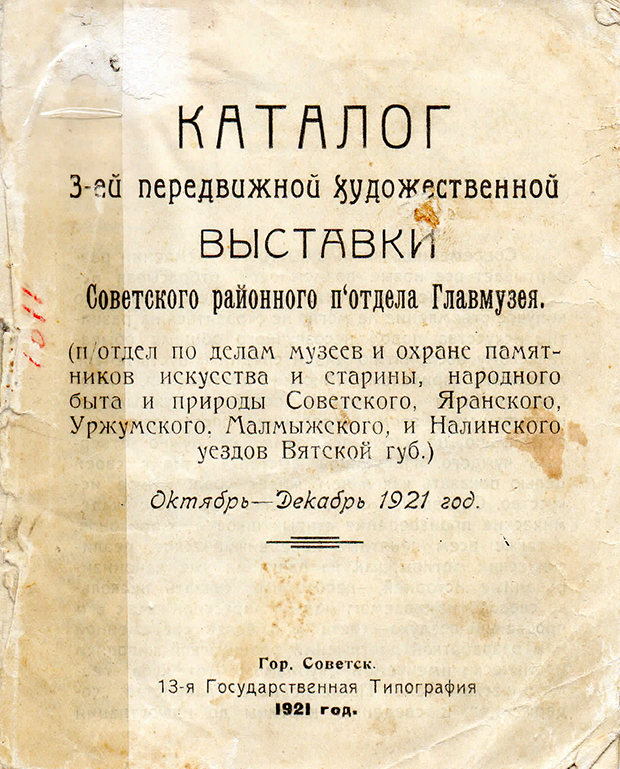 КАТАЛОГ
3-ей передвижной художественной
ВЫСТАВКИ
Советского районного п'отдела Главмузея.
(п/отдел по делам музеев и охране памят-
ников искусства и старины, народного
быта и природы Советского, Яранского,
Уржумского. Малмыжского, и Налинского
уездов Вятской губ.)
Октябрь—Декабрь 1921 год.
Гор. Советск.
13-я Государственная Типография
1921 год.